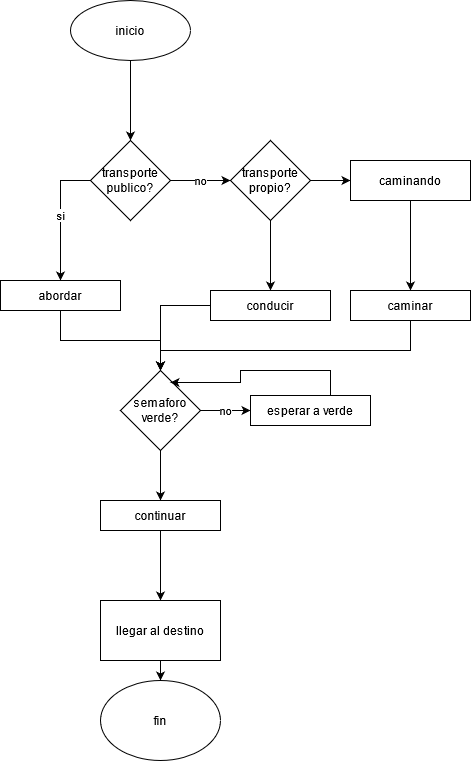 inicio
transporte
publico?
no
transporte
propio?
caminando
si
abordar
conducir
caminar
semaforo
verde?
no
esperar a verde
continuar
llegar al destino
fin